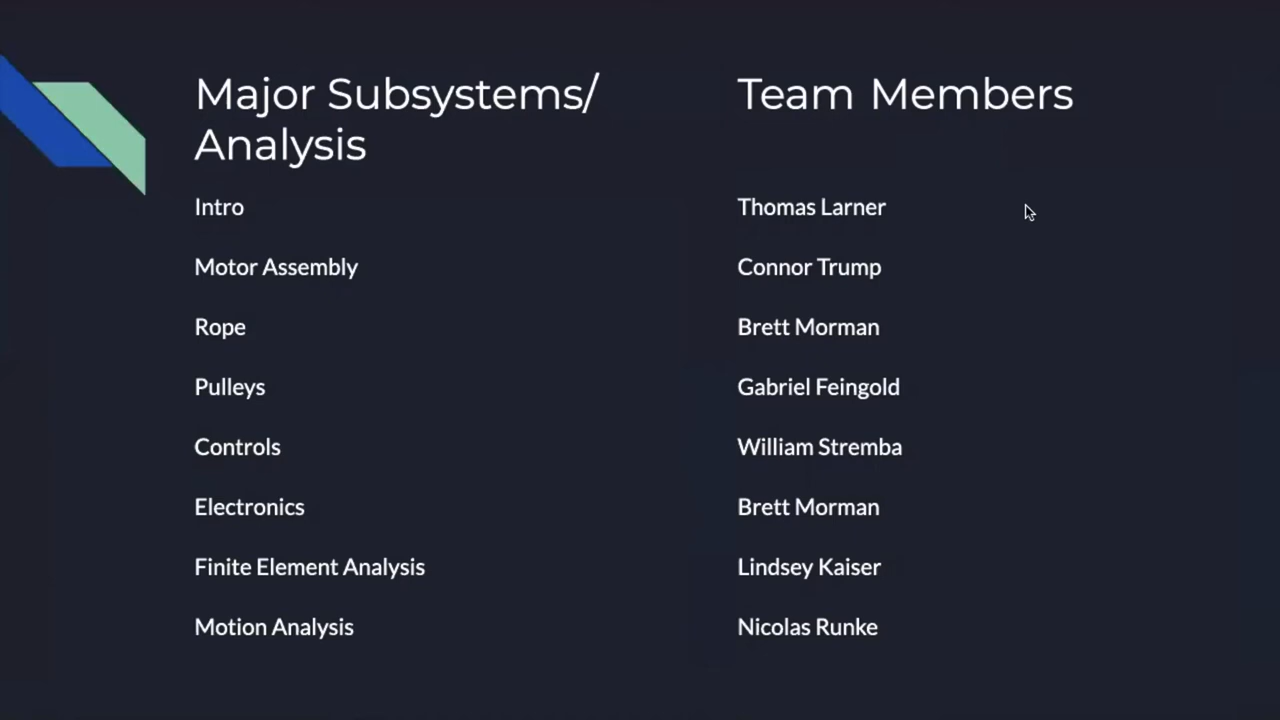 Major Subsystems/
Analysis
Team Members
Intro
Thomas Larner
Motor Assembly
Connor Trump
Rope
Brett Morman
Pulleys
Gabriel Feingold
Controls
William Stremba
Electronics
Brett Morman
Finite Element Analysis
Lindsey Kaiser
Motion Analysis
Nicolas Runke